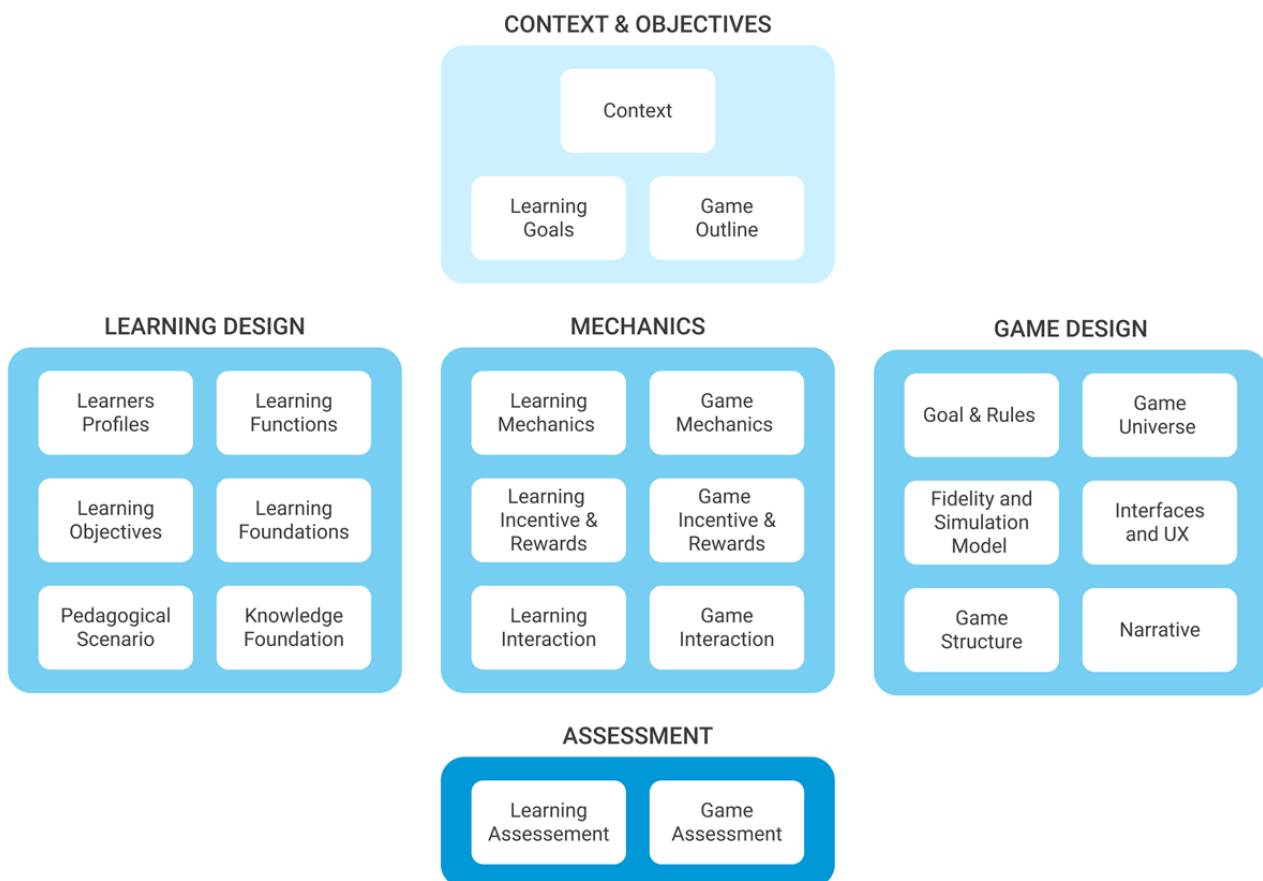 CONTEXT & OBJECTIVES
Context
Learning
Goals
Game
Outline
LEARNING DESIGN
Learners
Profiles
Learning
Functions
Learning
Objectives
Learning
Foundations
Pedagogical
Scenario
Knowledge
Foundation
MECHANICS
Learning
Mechanics
Game
Mechanics
Learning
Incentive &
Rewards
Game
Incentive &
Rewards
Learning
Interaction
Game
Interaction
GAME DESIGN
Goal & Rules
Game
Universe
Fidelity and
Simulation
Model
Interfaces
and UX
Game
Structure
Narrative
ASSESSMENT
Learning
Assessement
Game
Assessment